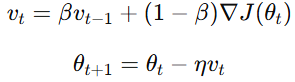 v_t = βv_{t−1} + (1 − β)∇J(θ_t)
θ_{t+1} = θ_t − ηv_t